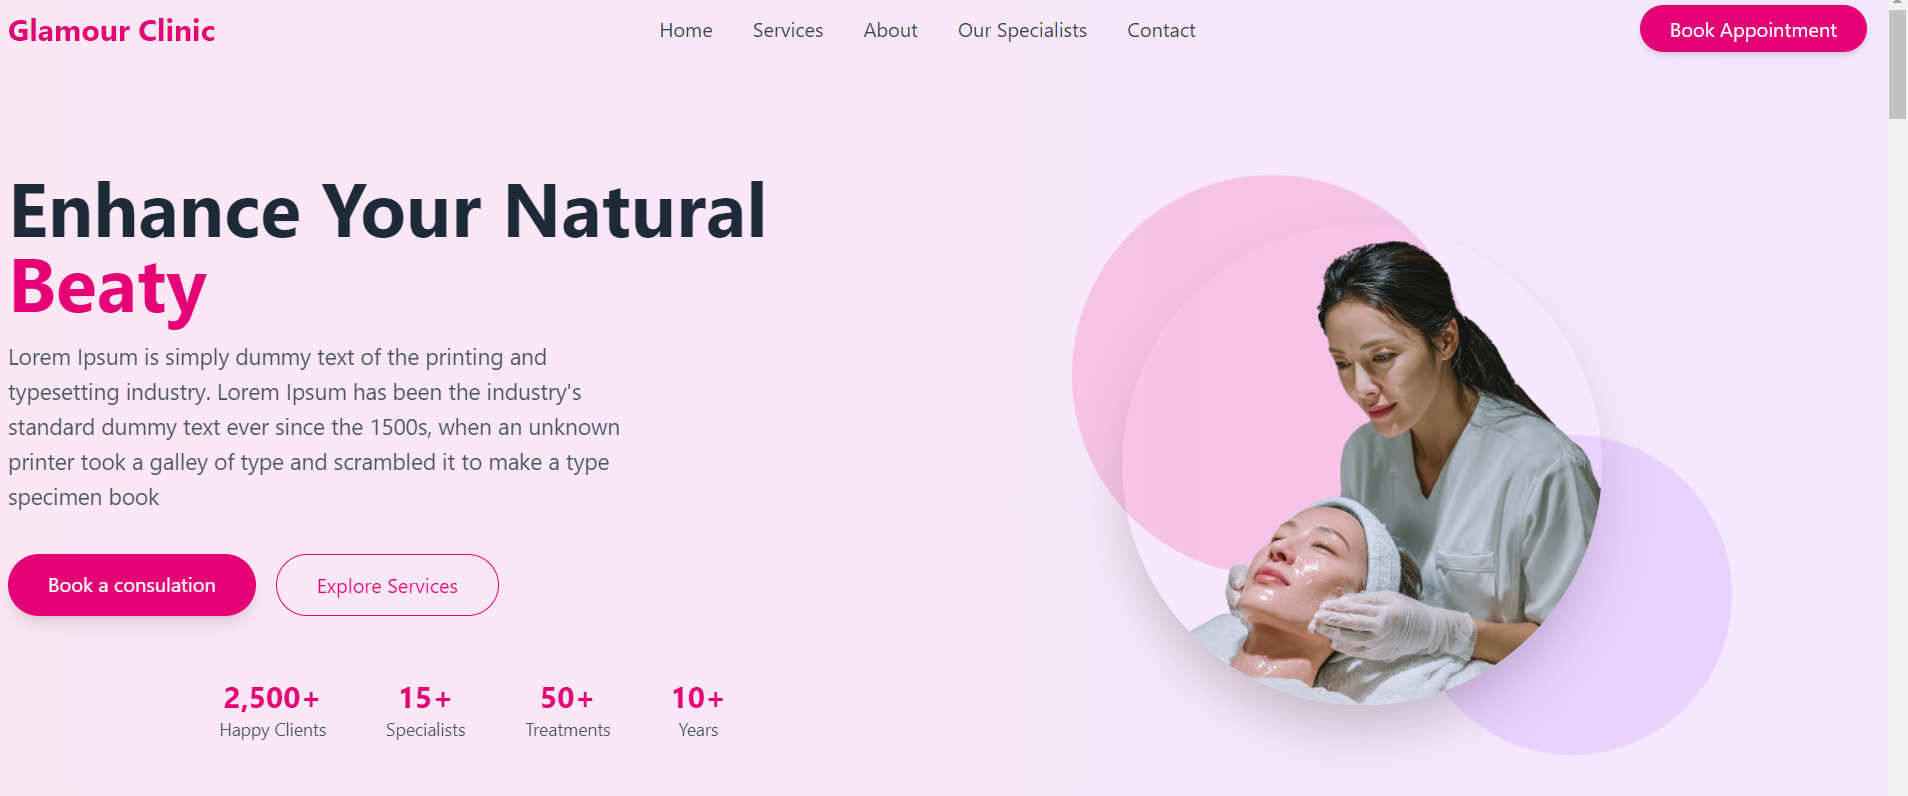 Glamour Clinic
Home Services About Our Specialists Contact
Book Appointment
Enhance Your Natural
Beaty
Lorem Ipsum is simply dummy text of the printing and
typesetting industry. Lorem Ipsum has been the industry's
standard dummy text ever since the 1500s, when an unknown
printer took a galley of type and scrambled it to make a type
specimen book
Book a consulation
Explore Services
2,500+ 15+ 50+ 10+
Happy Clients Specialists Treatments Years